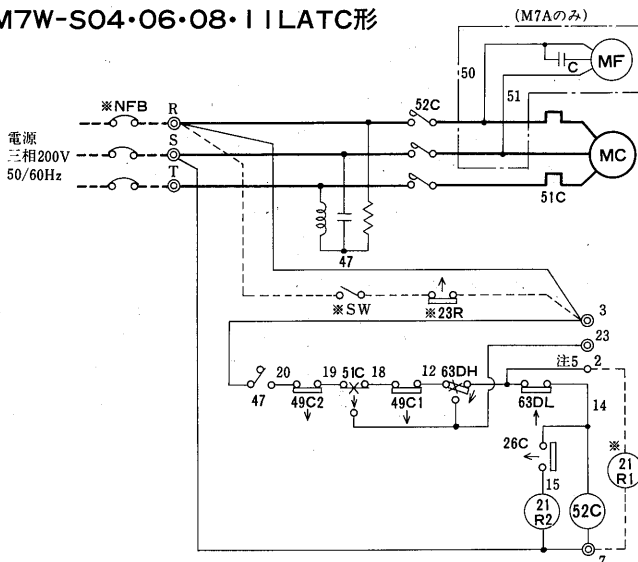 M7W-S04・06・08・11LATC形
(M7Aのみ)
50
C
MF
51
※NFB
R
52C
S
電源
三相200V
50/60Hz
T
MC
51C
47
※SW
※23R
3
23
注5
2
47
20
49C2
19
51C
18
49C1
12
63DH
63DL
14
26C
※
21
R1
15
21
R2
52C
7